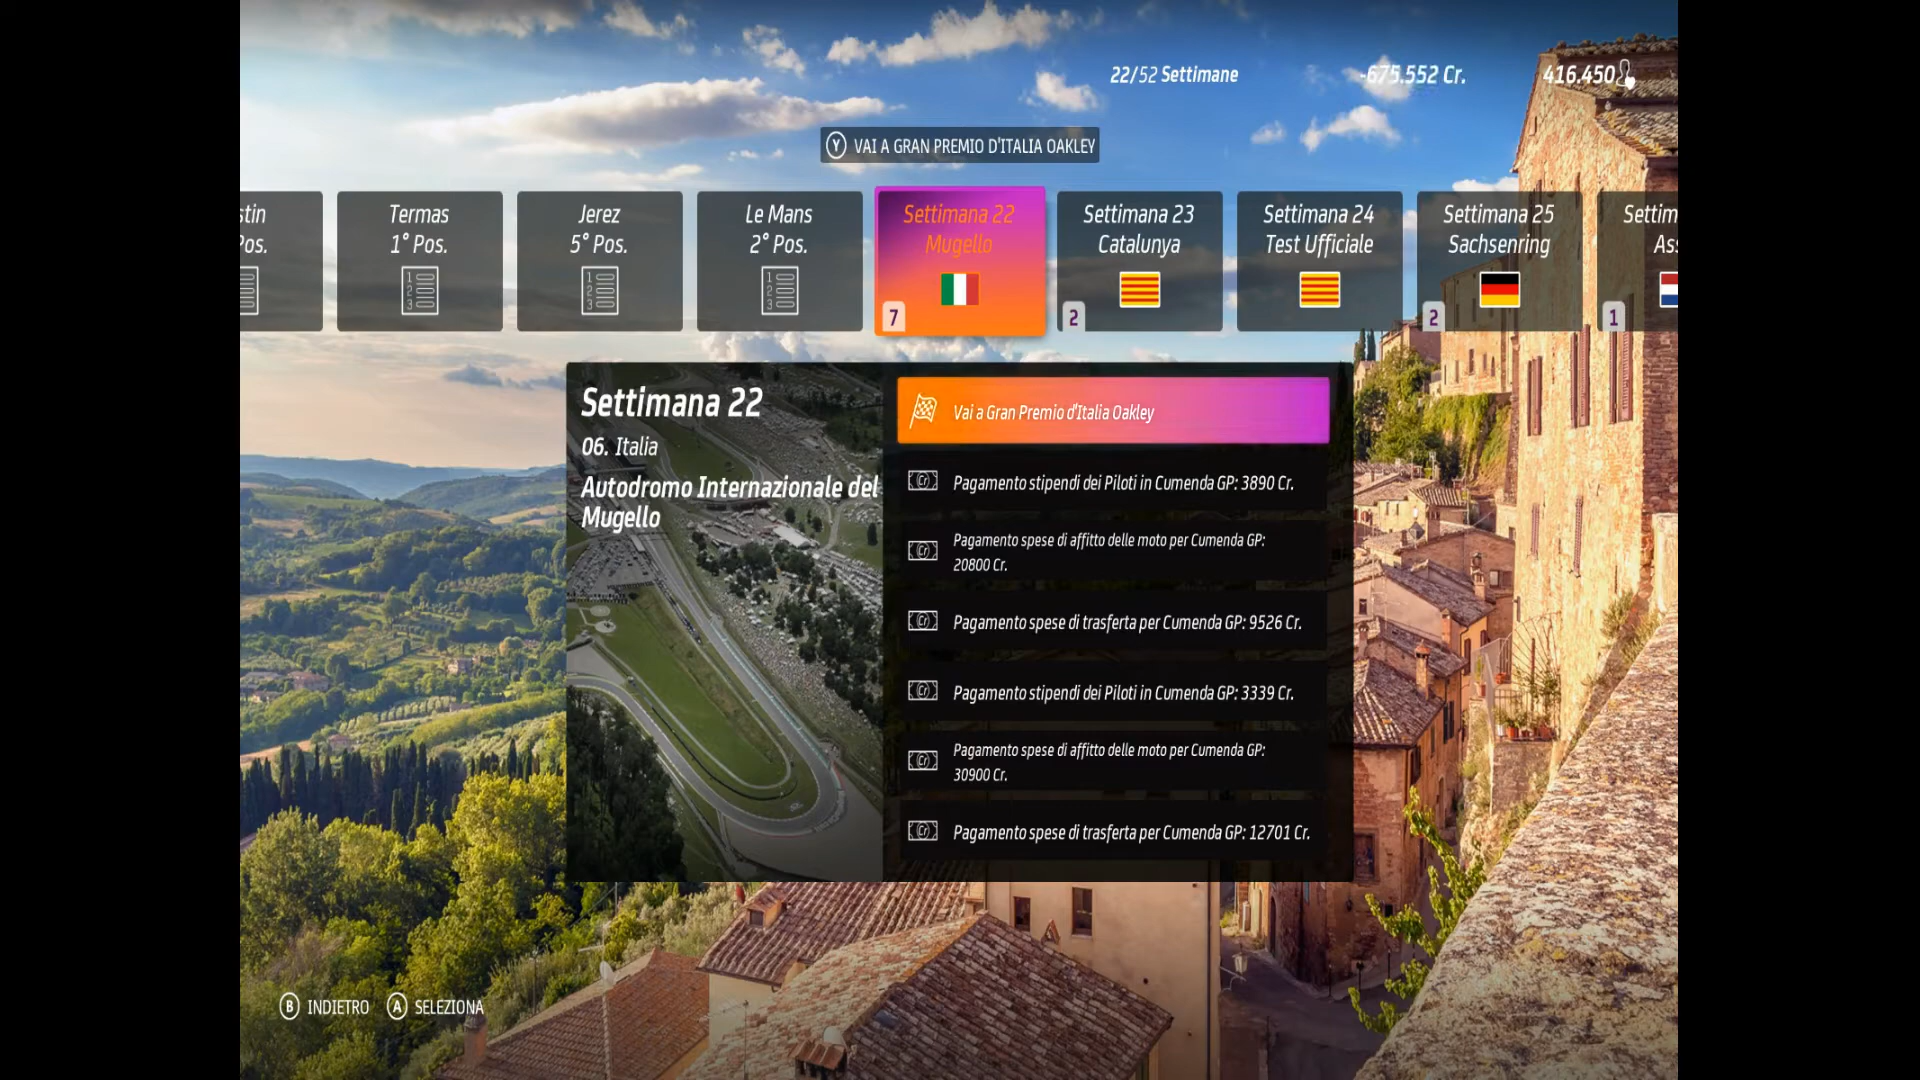 22/52 Settimane
-675.552 Cr.
416.450
Y VAI A GRAN PREMIO D'ITALIA OAKLEY
stin
Pos.
Termas
1° Pos.
Jerez
5° Pos.
Le Mans
2° Pos.
Settimana 22
Mugello
7
Settimana 23
Catalunya
2
Settimana 24
Test Ufficiale
Settimana 25
Sachsenring
2
Settim
As
1
Settimana 22
06. Italia
Autodromo Internazionale del
Mugello
Vai a Gran Premio d'Italia Oakley
Pagamento stipendi dei Piloti in Cumenda GP: 3890 Cr.
Pagamento spese di affitto delle moto per Cumenda GP:
20800 Cr.
Pagamento spese di trasferta per Cumenda GP: 9526 Cr.
Pagamento stipendi dei Piloti in Cumenda GP: 3339 Cr.
Pagamento spese di affitto delle moto per Cumenda GP:
30900 Cr.
Pagamento spese di trasferta per Cumenda GP: 12701 Cr.
B INDIETRO A SELEZIONA